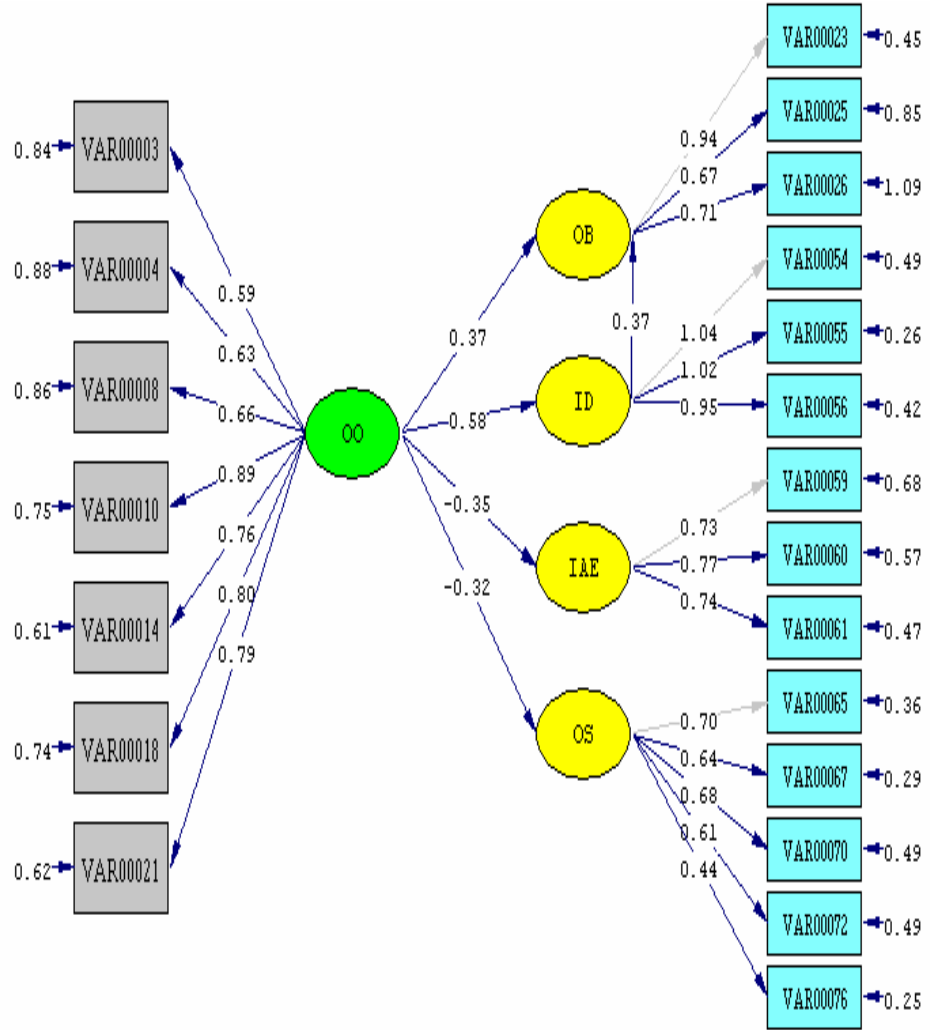 VAR00023
0.45
VAR00025
0.85
0.94
VAR00003
0.84
0.67
VAR00026
1.09
0.71
OB
VAR00054
0.49
VAR00004
0.88
0.59
0.37
0.37
1.04
VAR00055
0.26
0.63
1.02
VAR00008
0.86
ID
0.95
VAR00056
0.42
0.66
0.58
OO
0.89
VAR00059
0.68
VAR00010
0.75
-0.35
0.73
0.76
0.77
VAR00060
0.57
IAE
-0.32
0.80
0.74
VAR00014
0.61
VAR00061
0.47
0.79
VAR00065
0.36
0.70
OS
VAR00018
0.74
0.64
VAR00067
0.29
0.68
0.61
VAR00070
0.49
VAR00021
0.62
0.44
VAR00072
0.49
VAR00076
0.25